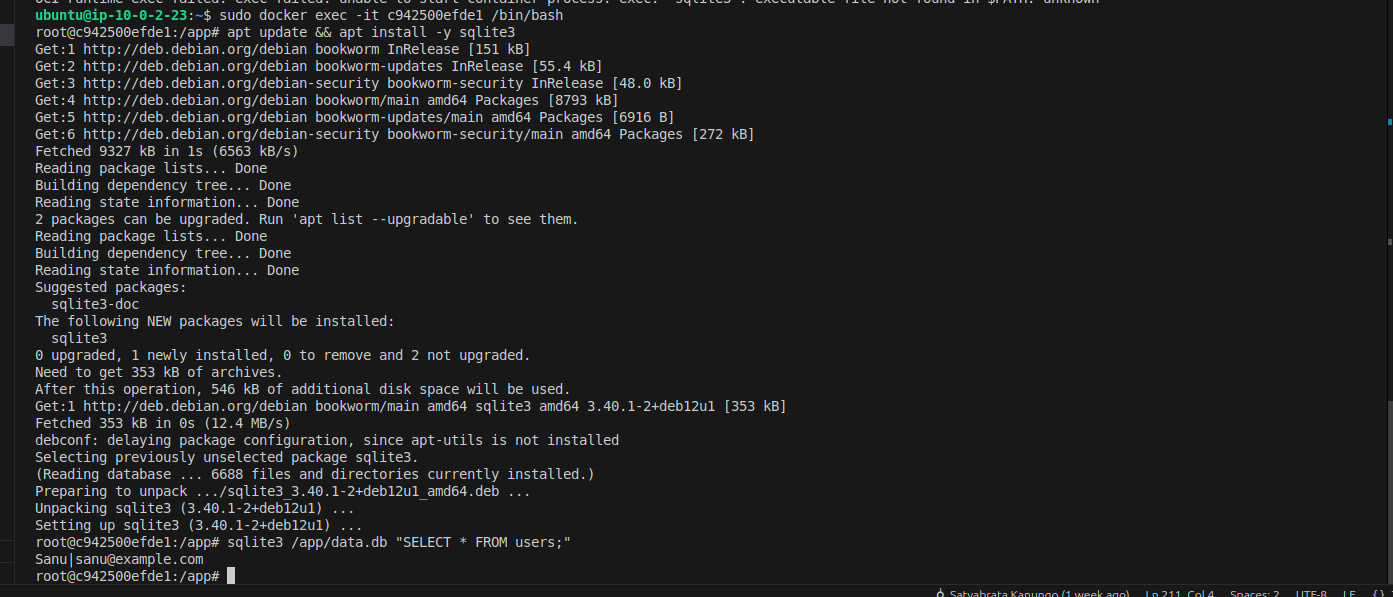 OCI runtime exec failed: exec failed: unable to start container process: exec: "sqlite3": executable file not found in $PATH: unknown
ubuntu@ip-10-0-2-23:~$ sudo docker exec -it c942500efde1 /bin/bash
root@c942500efde1:/app# apt update && apt install -y sqlite3
Get:1 http://deb.debian.org/debian bookworm InRelease [151 kB]
Get:2 http://deb.debian.org/debian bookworm-updates InRelease [55.4 kB]
Get:3 http://deb.debian.org/debian-security bookworm-security InRelease [48.0 kB]
Get:4 http://deb.debian.org/debian bookworm/main amd64 Packages [8793 kB]
Get:5 http://deb.debian.org/debian bookworm-updates/main amd64 Packages [6916 B]
Get:6 http://deb.debian.org/debian-security bookworm-security/main amd64 Packages [272 kB]
Fetched 9327 kB in 1s (6563 kB/s)
Reading package lists... Done
Building dependency tree... Done
Reading state information... Done
2 packages can be upgraded. Run 'apt list --upgradable' to see them.
Reading package lists... Done
Building dependency tree... Done
Reading state information... Done
Suggested packages:
  sqlite3-doc
The following NEW packages will be installed:
  sqlite3
0 upgraded, 1 newly installed, 0 to remove and 2 not upgraded.
Need to get 353 kB of archives.
After this operation, 546 kB of additional disk space will be used.
Get:1 http://deb.debian.org/debian bookworm/main amd64 sqlite3 amd64 3.40.1-2+deb12u1 [353 kB]
Fetched 353 kB in 0s (12.4 MB/s)
debconf: delaying package configuration, since apt-utils is not installed
Selecting previously unselected package sqlite3.
(Reading database ... 6688 files and directories currently installed.)
Preparing to unpack .../sqlite3_3.40.1-2+deb12u1_amd64.deb ...
Unpacking sqlite3 (3.40.1-2+deb12u1) ...
Setting up sqlite3 (3.40.1-2+deb12u1) ...
root@c942500efde1:/app# sqlite3 /app/data.db "SELECT * FROM users;"
Sanu|sanu@example.com
root@c942500efde1:/app#
Satyabrata Kanungo (1 week ago) Ln 211, Col 4 Spaces: 2 UTF-8 LF {}